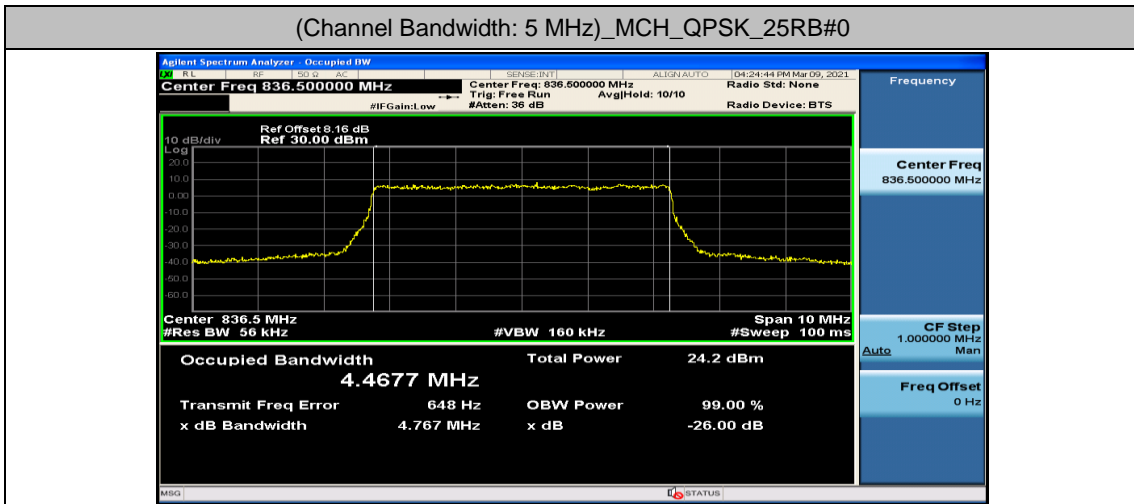 (Channel Bandwidth: 5 MHz)_MCH_QPSK_25RB#0
Agilent Spectrum Analyzer - Occupied BW
LXI RL RF 50 Ω AC SENSE:INT ALIGN AUTO 04:24:44 PM Mar 09, 2021
Center Freq 836.500000 MHz
Center Freq: 836.500000 MHz
Radio Std: None
Trig: Free Run Avg|Hold: 10/10
#IFGain:Low
#Atten: 36 dB
Radio Device: BTS
Ref Offset 8.16 dB
10 dB/div Ref 30.00 dBm
Log
20.0
10.0
0.00
-10.0
-20.0
-30.0
-40.0
-50.0
-60.0
Center 836.5 MHz
Span 10 MHz
#Res BW 56 kHz
#VBW 160 kHz
#Sweep 100 ms
Occupied Bandwidth
Total Power 24.2 dBm
4.4677 MHz
Transmit Freq Error 648 Hz
OBW Power 99.00 %
x dB Bandwidth 4.767 MHz
x dB -26.00 dB
Frequency
Center Freq
836.500000 MHz
CF Step
1.000000 MHz
Auto Man
Freq Offset
0 Hz
MSG
STATUS